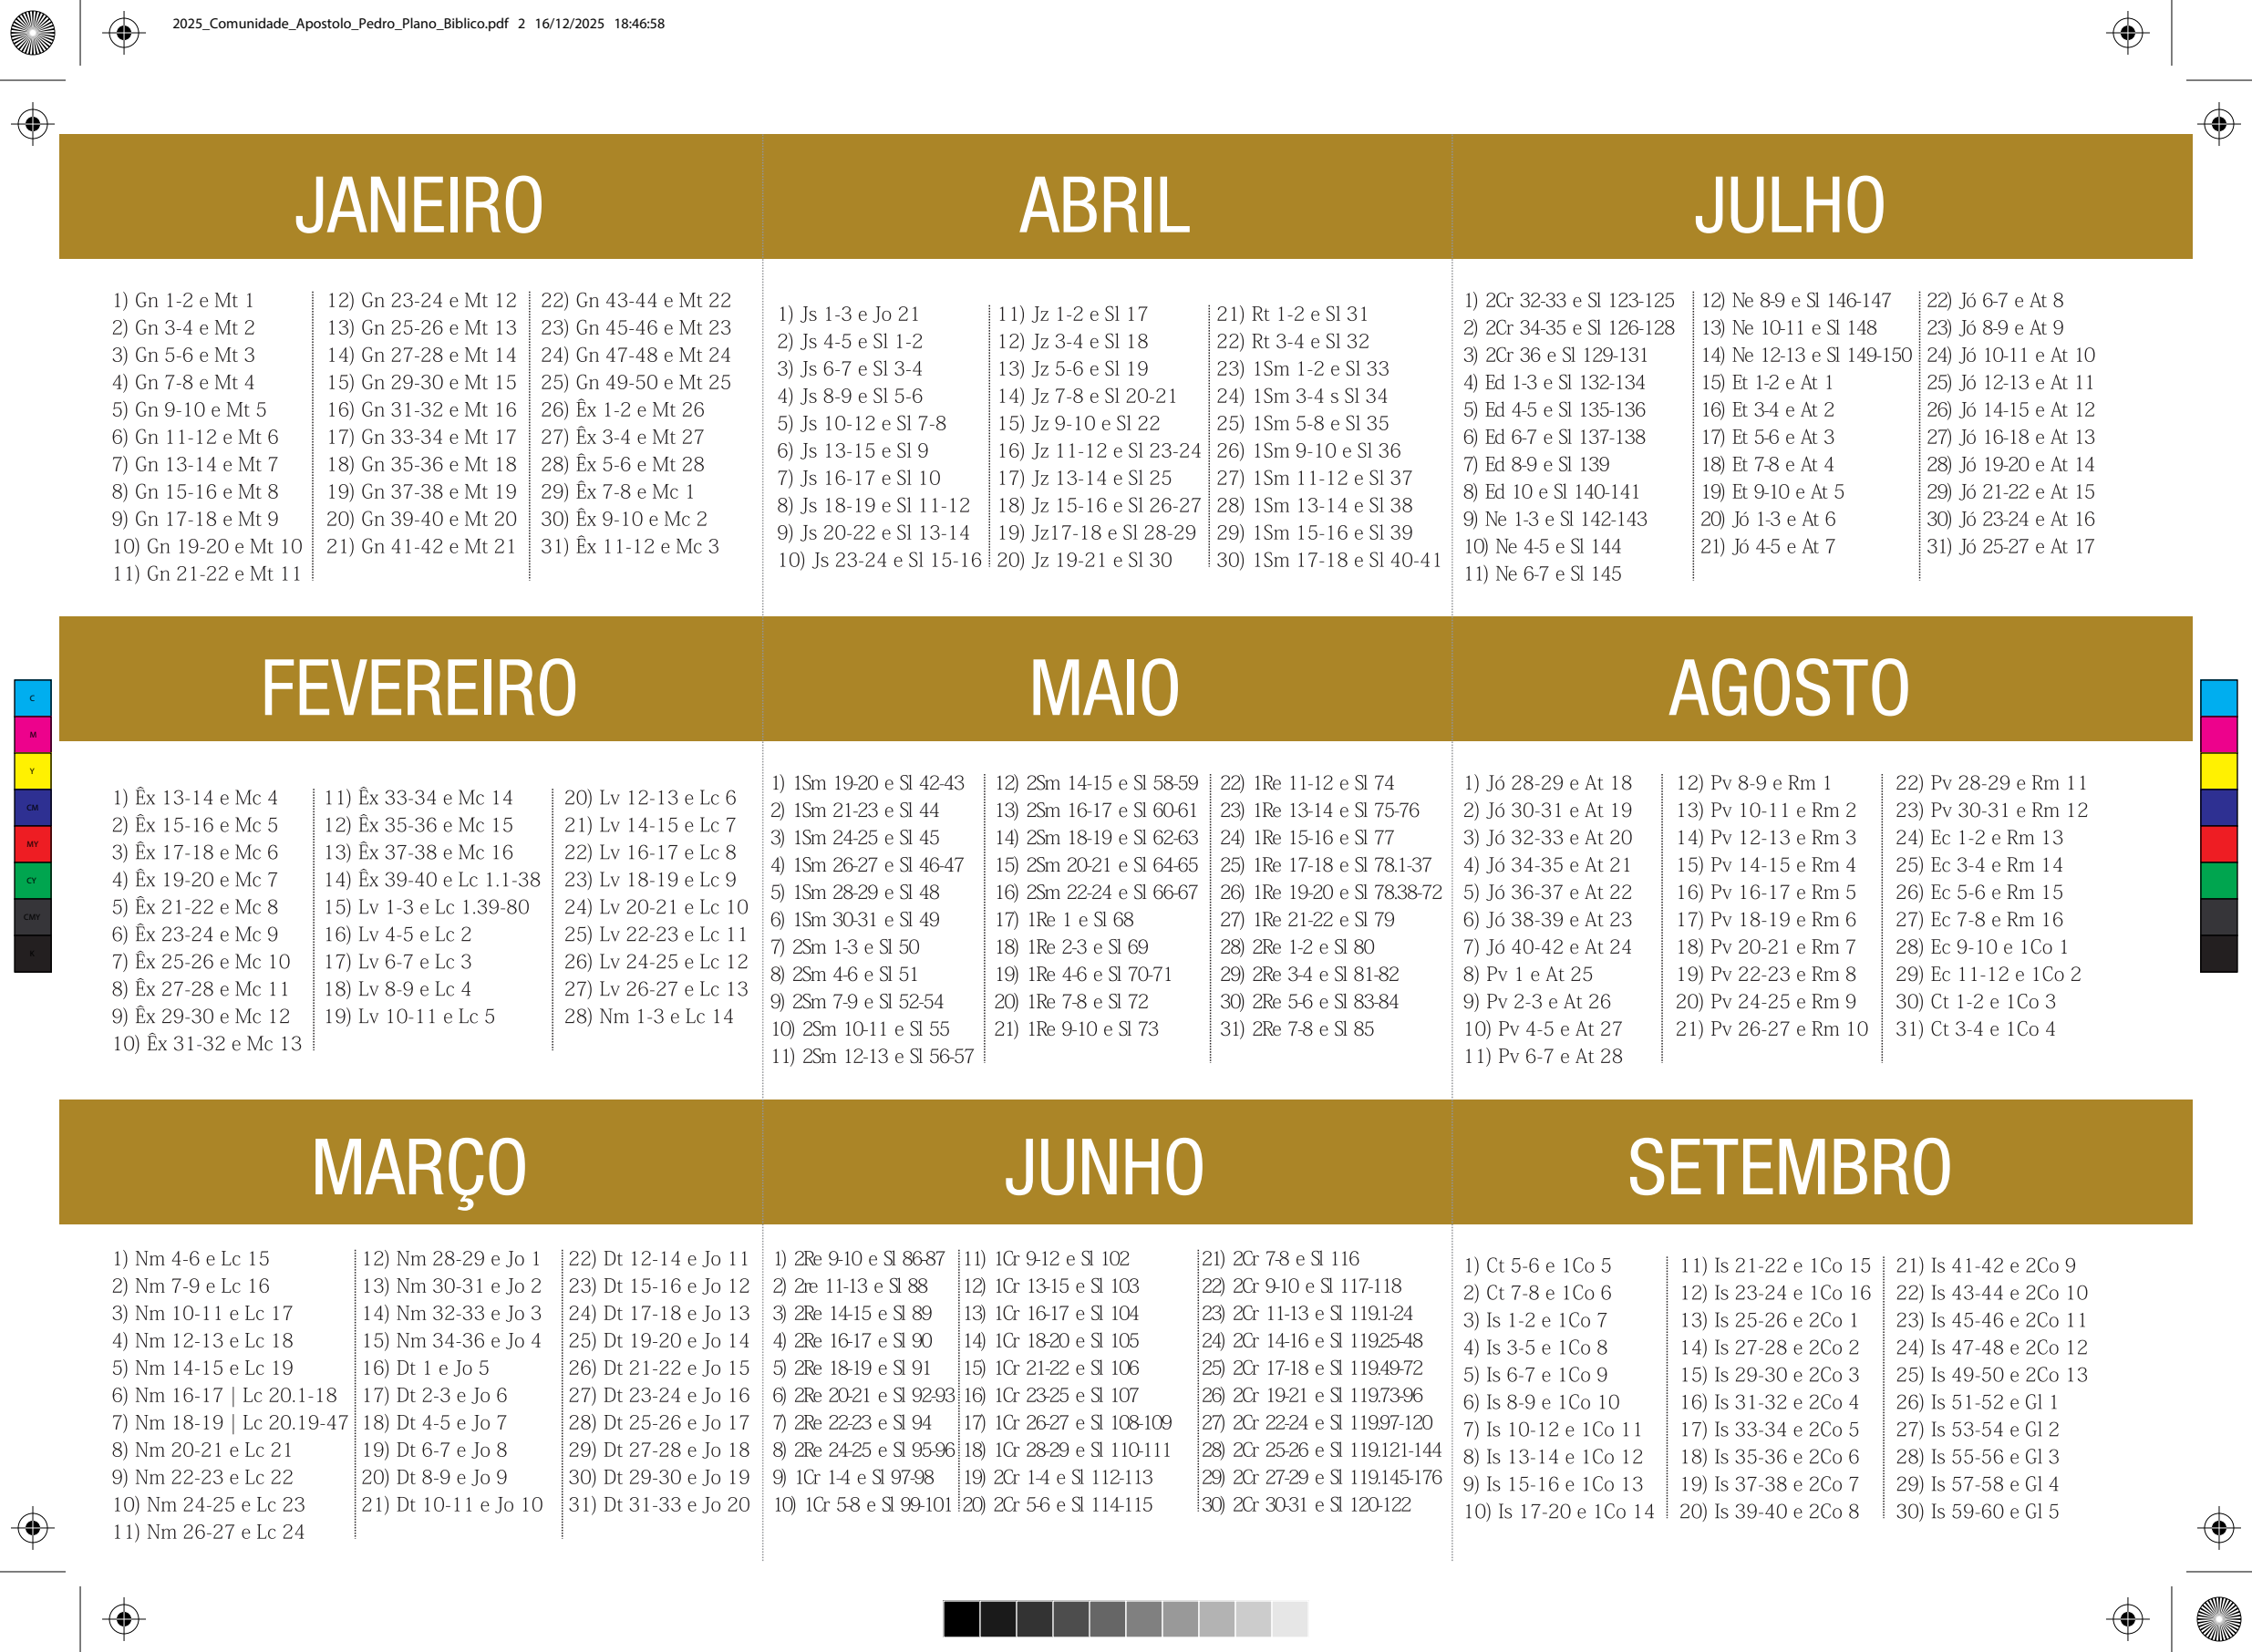 2025_Comunidade_Apostolo_Pedro_Plano_Biblico.pdf 2 16/12/2025 18:46:58
JANEIRO
1) Gn 1-2 e Mt 1
2) Gn 3-4 e Mt 2
3) Gn 5-6 e Mt 3
4) Gn 7-8 e Mt 4
5) Gn 9-10 e Mt 5
6) Gn 11-12 e Mt 6
7) Gn 13-14 e Mt 7
8) Gn 15-16 e Mt 8
9) Gn 17-18 e Mt 9
10) Gn 19-20 e Mt 10
11) Gn 21-22 e Mt 11
12) Gn 23-24 e Mt 12
13) Gn 25-26 e Mt 13
14) Gn 27-28 e Mt 14
15) Gn 29-30 e Mt 15
16) Gn 31-32 e Mt 16
17) Gn 33-34 e Mt 17
18) Gn 35-36 e Mt 18
19) Gn 37-38 e Mt 19
20) Gn 39-40 e Mt 20
21) Gn 41-42 e Mt 21
22) Gn 43-44 e Mt 22
23) Gn 45-46 e Mt 23
24) Gn 47-48 e Mt 24
25) Gn 49-50 e Mt 25
26) Êx 1-2 e Mt 26
27) Êx 3-4 e Mt 27
28) Êx 5-6 e Mt 28
29) Êx 7-8 e Mc 1
30) Êx 9-10 e Mc 2
31) Êx 11-12 e Mc 3
ABRIL
1) Js 1-3 e Jo 21
2) Js 4-5 e Sl 1-2
3) Js 6-7 e Sl 3-4
4) Js 8-9 e Sl 5-6
5) Js 10-12 e Sl 7-8
6) Js 13-15 e Sl 9
7) Js 16-17 e Sl 10
8) Js 18-19 e Sl 11-12
9) Js 20-22 e Sl 13-14
10) Js 23-24 e Sl 15-16
11) Jz 1-2 e Sl 17
12) Jz 3-4 e Sl 18
13) Jz 5-6 e Sl 19
14) Jz 7-8 e Sl 20-21
15) Jz 9-10 e Sl 22
16) Jz 11-12 e Sl 23-24
17) Jz 13-14 e Sl 25
18) Jz 15-16 e Sl 26-27
19) Jz17-18 e Sl 28-29
20) Jz 19-21 e Sl 30
21) Rt 1-2 e Sl 31
22) Rt 3-4 e Sl 32
23) 1Sm 1-2 e Sl 33
24) 1Sm 3-4 s Sl 34
25) 1Sm 5-8 e Sl 35
26) 1Sm 9-10 e Sl 36
27) 1Sm 11-12 e Sl 37
28) 1Sm 13-14 e Sl 38
29) 1Sm 15-16 e Sl 39
30) 1Sm 17-18 e Sl 40-41
JULHO
1) 2Cr 32-33 e Sl 123-125
2) 2Cr 34-35 e Sl 126-128
3) 2Cr 36 e Sl 129-131
4) Ed 1-3 e Sl 132-134
5) Ed 4-5 e Sl 135-136
6) Ed 6-7 e Sl 137-138
7) Ed 8-9 e Sl 139
8) Ed 10 e Sl 140-141
9) Ne 1-3 e Sl 142-143
10) Ne 4-5 e Sl 144
11) Ne 6-7 e Sl 145
12) Ne 8-9 e Sl 146-147
13) Ne 10-11 e Sl 148
14) Ne 12-13 e Sl 149-150
15) Et 1-2 e At 1
16) Et 3-4 e At 2
17) Et 5-6 e At 3
18) Et 7-8 e At 4
19) Et 9-10 e At 5
20) Jó 1-3 e At 6
21) Jó 4-5 e At 7
22) Jó 6-7 e At 8
23) Jó 8-9 e At 9
24) Jó 10-11 e At 10
25) Jó 12-13 e At 11
26) Jó 14-15 e At 12
27) Jó 16-18 e At 13
28) Jó 19-20 e At 14
29) Jó 21-22 e At 15
30) Jó 23-24 e At 16
31) Jó 25-27 e At 17
FEVEREIRO
1) Êx 13-14 e Mc 4
2) Êx 15-16 e Mc 5
3) Êx 17-18 e Mc 6
4) Êx 19-20 e Mc 7
5) Êx 21-22 e Mc 8
6) Êx 23-24 e Mc 9
7) Êx 25-26 e Mc 10
8) Êx 27-28 e Mc 11
9) Êx 29-30 e Mc 12
10) Êx 31-32 e Mc 13
11) Êx 33-34 e Mc 14
12) Êx 35-36 e Mc 15
13) Êx 37-38 e Mc 16
14) Êx 39-40 e Lc 1.1-38
15) Lv 1-3 e Lc 1.39-80
16) Lv 4-5 e Lc 2
17) Lv 6-7 e Lc 3
18) Lv 8-9 e Lc 4
19) Lv 10-11 e Lc 5
20) Lv 12-13 e Lc 6
21) Lv 14-15 e Lc 7
22) Lv 16-17 e Lc 8
23) Lv 18-19 e Lc 9
24) Lv 20-21 e Lc 10
25) Lv 22-23 e Lc 11
26) Lv 24-25 e Lc 12
27) Lv 26-27 e Lc 13
28) Nm 1-3 e Lc 14
MAIO
1) 1Sm 19-20 e Sl 42-43
2) 1Sm 21-23 e Sl 44
3) 1Sm 24-25 e Sl 45
4) 1Sm 26-27 e Sl 46-47
5) 1Sm 28-29 e Sl 48
6) 1Sm 30-31 e Sl 49
7) 2Sm 1-3 e Sl 50
8) 2Sm 4-6 e Sl 51
9) 2Sm 7-9 e Sl 52-54
10) 2Sm 10-11 e Sl 55
11) 2Sm 12-13 e Sl 56-57
12) 2Sm 14-15 e Sl 58-59
13) 2Sm 16-17 e Sl 60-61
14) 2Sm 18-19 e Sl 62-63
15) 2Sm 20-21 e Sl 64-65
16) 2Sm 22-24 e Sl 66-67
17) 1Re 1 e Sl 68
18) 1Re 2-3 e Sl 69
19) 1Re 4-6 e Sl 70-71
20) 1Re 7-8 e Sl 72
21) 1Re 9-10 e Sl 73
22) 1Re 11-12 e Sl 74
23) 1Re 13-14 e Sl 75-76
24) 1Re 15-16 e Sl 77
25) 1Re 17-18 e Sl 78.1-37
26) 1Re 19-20 e Sl 78.38-72
27) 1Re 21-22 e Sl 79
28) 2Re 1-2 e Sl 80
29) 2Re 3-4 e Sl 81-82
30) 2Re 5-6 e Sl 83-84
31) 2Re 7-8 e Sl 85
AGOSTO
1) Jó 28-29 e At 18
2) Jó 30-31 e At 19
3) Jó 32-33 e At 20
4) Jó 34-35 e At 21
5) Jó 36-37 e At 22
6) Jó 38-39 e At 23
7) Jó 40-42 e At 24
8) Pv 1 e At 25
9) Pv 2-3 e At 26
10) Pv 4-5 e At 27
11) Pv 6-7 e At 28
12) Pv 8-9 e Rm 1
13) Pv 10-11 e Rm 2
14) Pv 12-13 e Rm 3
15) Pv 14-15 e Rm 4
16) Pv 16-17 e Rm 5
17) Pv 18-19 e Rm 6
18) Pv 20-21 e Rm 7
19) Pv 22-23 e Rm 8
20) Pv 24-25 e Rm 9
21) Pv 26-27 e Rm 10
22) Pv 28-29 e Rm 11
23) Pv 30-31 e Rm 12
24) Ec 1-2 e Rm 13
25) Ec 3-4 e Rm 14
26) Ec 5-6 e Rm 15
27) Ec 7-8 e Rm 16
28) Ec 9-10 e 1Co 1
29) Ec 11-12 e 1Co 2
30) Ct 1-2 e 1Co 3
31) Ct 3-4 e 1Co 4
C
M
Y
CM
MY
CY
CMY
K
MARÇO
1) Nm 4-6 e Lc 15
2) Nm 7-9 e Lc 16
3) Nm 10-11 e Lc 17
4) Nm 12-13 e Lc 18
5) Nm 14-15 e Lc 19
6) Nm 16-17 | Lc 20.1-18
7) Nm 18-19 | Lc 20.19-47
8) Nm 20-21 e Lc 21
9) Nm 22-23 e Lc 22
10) Nm 24-25 e Lc 23
11) Nm 26-27 e Lc 24
12) Nm 28-29 e Jo 1
13) Nm 30-31 e Jo 2
14) Nm 32-33 e Jo 3
15) Nm 34-36 e Jo 4
16) Dt 1 e Jo 5
17) Dt 2-3 e Jo 6
18) Dt 4-5 e Jo 7
19) Dt 6-7 e Jo 8
20) Dt 8-9 e Jo 9
21) Dt 10-11 e Jo 10
22) Dt 12-14 e Jo 11
23) Dt 15-16 e Jo 12
24) Dt 17-18 e Jo 13
25) Dt 19-20 e Jo 14
26) Dt 21-22 e Jo 15
27) Dt 23-24 e Jo 16
28) Dt 25-26 e Jo 17
29) Dt 27-28 e Jo 18
30) Dt 29-30 e Jo 19
31) Dt 31-33 e Jo 20
JUNHO
1) 2Re 9-10 e Sl 86-87
2) 2re 11-13 e Sl 88
3) 2Re 14-15 e Sl 89
4) 2Re 16-17 e Sl 90
5) 2Re 18-19 e Sl 91
6) 2Re 20-21 e Sl 92-93
7) 2Re 22-23 e Sl 94
8) 2Re 24-25 e Sl 95-96
9) 1Cr 1-4 e Sl 97-98
10) 1Cr 5-8 e Sl 99-101
11) 1Cr 9-12 e Sl 102
12) 1Cr 13-15 e Sl 103
13) 1Cr 16-17 e Sl 104
14) 1Cr 18-20 e Sl 105
15) 1Cr 21-22 e Sl 106
16) 1Cr 23-25 e Sl 107
17) 1Cr 26-27 e Sl 108-109
18) 1Cr 28-29 e Sl 110-111
19) 2Cr 1-4 e Sl 112-113
20) 2Cr 5-6 e Sl 114-115
21) 2Cr 7-8 e Sl 116
22) 2Cr 9-10 e Sl 117-118
23) 2Cr 11-13 e Sl 119.1-24
24) 2Cr 14-16 e Sl 119.25-48
25) 2Cr 17-18 e Sl 119.49-72
26) 2Cr 19-21 e Sl 119.73-96
27) 2Cr 22-24 e Sl 119.97-120
28) 2Cr 25-26 e Sl 119.121-144
29) 2Cr 27-29 e Sl 119.145-176
30) 2Cr 30-31 e Sl 120-122
SETEMBRO
1) Ct 5-6 e 1Co 5
2) Ct 7-8 e 1Co 6
3) Is 1-2 e 1Co 7
4) Is 3-5 e 1Co 8
5) Is 6-7 e 1Co 9
6) Is 8-9 e 1Co 10
7) Is 10-12 e 1Co 11
8) Is 13-14 e 1Co 12
9) Is 15-16 e 1Co 13
10) Is 17-20 e 1Co 14
11) Is 21-22 e 1Co 15
12) Is 23-24 e 1Co 16
13) Is 25-26 e 2Co 1
14) Is 27-28 e 2Co 2
15) Is 29-30 e 2Co 3
16) Is 31-32 e 2Co 4
17) Is 33-34 e 2Co 5
18) Is 35-36 e 2Co 6
19) Is 37-38 e 2Co 7
20) Is 39-40 e 2Co 8
21) Is 41-42 e 2Co 9
22) Is 43-44 e 2Co 10
23) Is 45-46 e 2Co 11
24) Is 47-48 e 2Co 12
25) Is 49-50 e 2Co 13
26) Is 51-52 e Gl 1
27) Is 53-54 e Gl 2
28) Is 55-56 e Gl 3
29) Is 57-58 e Gl 4
30) Is 59-60 e Gl 5